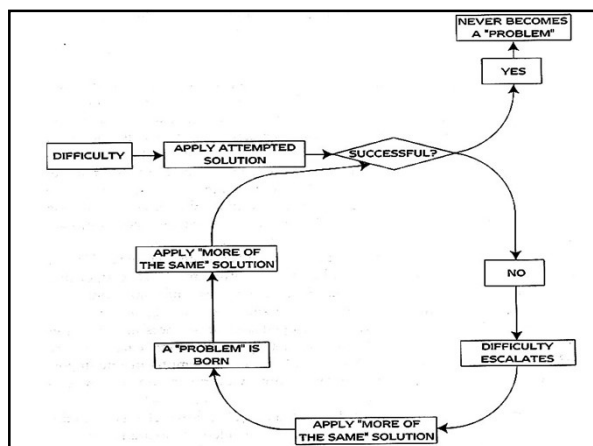 NEVER BECOMES
A "PROBLEM"
YES
DIFFICULTY
APPLY ATTEMPTED
SOLUTION
SUCCESSFUL?
APPLY "MORE OF
THE SAME" SOLUTION
NO
A "PROBLEM" IS
BORN
DIFFICULTY
ESCALATES
APPLY "MORE OF
THE SAME" SOLUTION